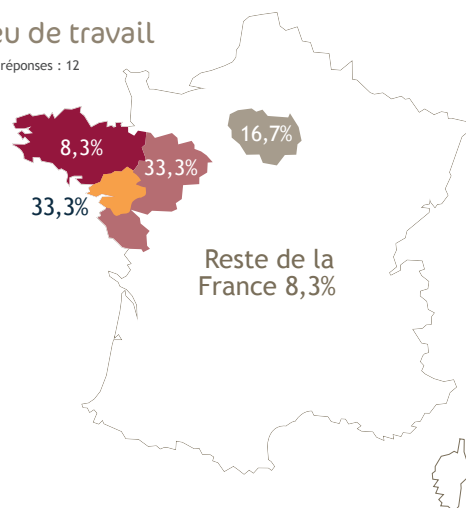 eu de travail
réponses : 12
8,3%
16,7%
33,3%
33,3%
Reste de la
France 8,3%